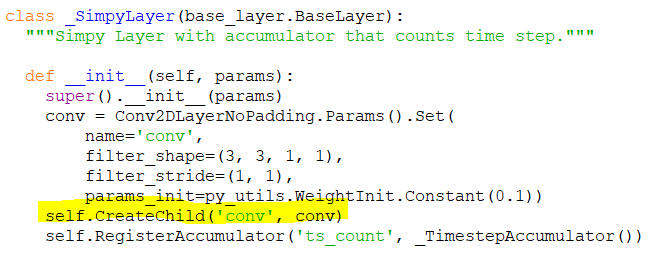 class _SimpyLayer(base_layer.BaseLayer):
"""Simpy Layer with accumulator that counts time step."""
def __init__(self, params):
super().__init__(params)
conv = Conv2DLayerNoPadding.Params().Set(
name='conv',
filter_shape=(3, 3, 1, 1),
filter_stride=(1, 1),
params_init=py_utils.WeightInit.Constant(0.1))
self.CreateChild('conv', conv)
self.RegisterAccumulator('ts_count', _TimestepAccumulator())